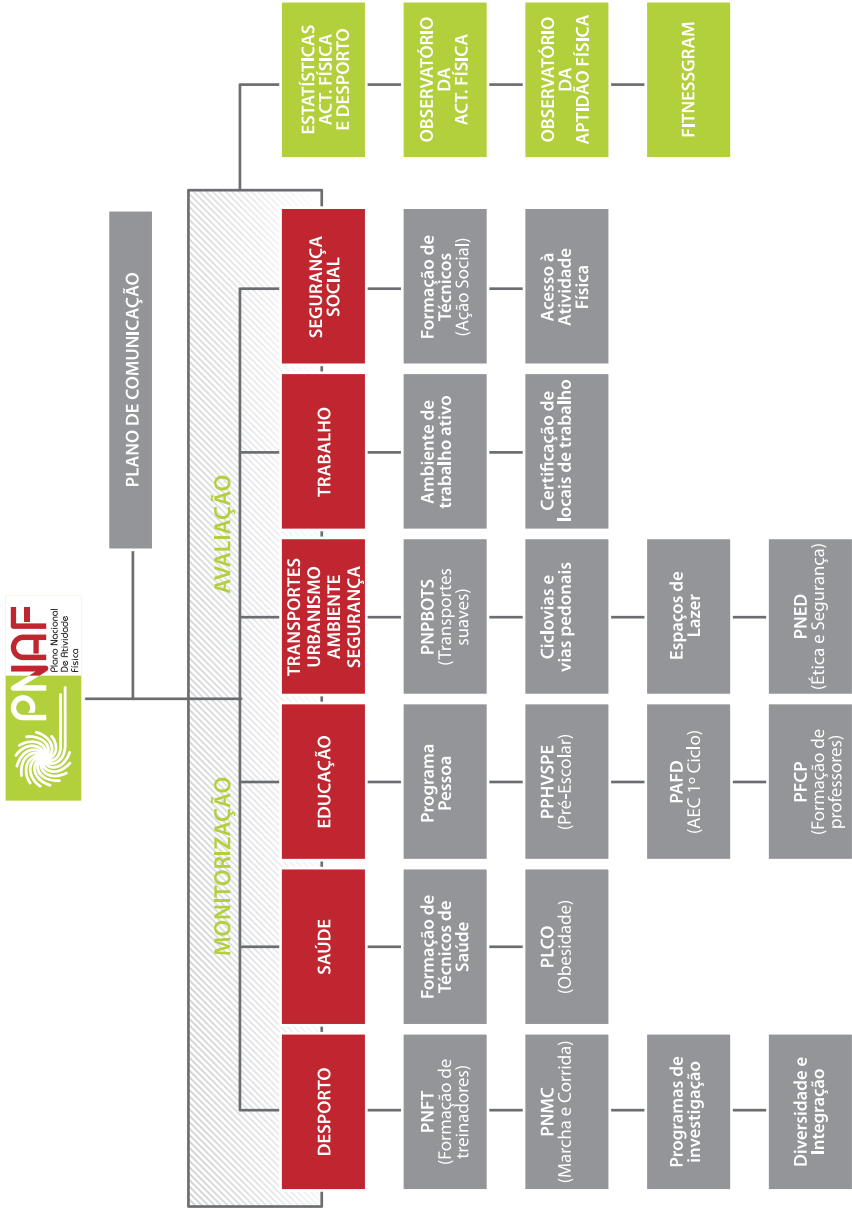 PNAF
Plano Nacional
De Atividade
Física
PLANO DE COMUNICAÇÃO
MONITORIZAÇÃO
AVALIAÇÃO
DESPORTO
PNFT
(Formação de
treinadores)
PNMC
(Marcha e Corrida)
Programas de
investigação
Diversidade e
Integração
SAÚDE
Formação de
Técnicos de
Saúde
PLCO
(Obesidade)
EDUCAÇÃO
Programa
Pessoa
PPHVSPE
(Pré-Escolar)
PAFD
(AEC 1º Ciclo)
PFCP
(Formação de
professores)
TRANSPORTES
URBANISMO
AMBIENTE
SEGURANÇA
PNPBOTS
(Transportes
suaves)
Ciclovias e
vias pedonais
Espaços de
Lazer
PNED
(Ética e Segurança)
TRABALHO
Ambiente de
trabalho ativo
Certificação de
locais de trabalho
SEGURANÇA
SOCIAL
Formação de
Técnicos
(Ação Social)
Acesso à
Atividade
Física
ESTATÍSTICAS
ACT. FÍSICA
E DESPORTO
OBSERVATÓRIO
DA
ACT. FÍSICA
OBSERVATÓRIO
DA
APTIDÃO FÍSICA
FITNESSGRAM